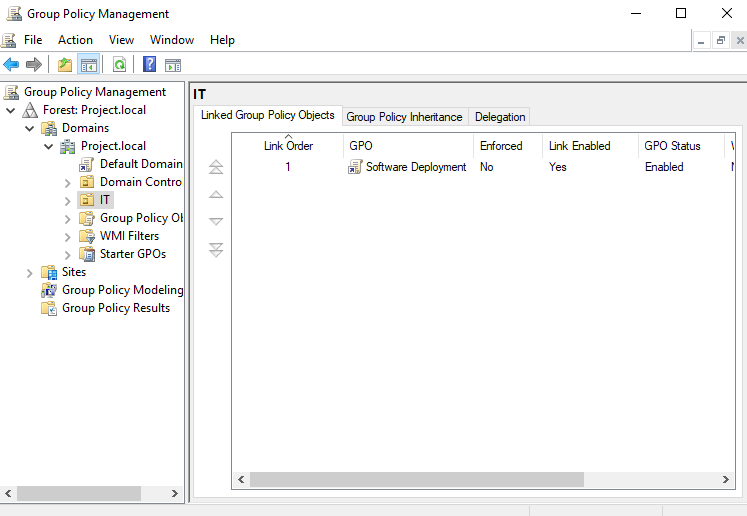 Group Policy Management
File Action View Window Help
Group Policy Management
Forest: Project.local
Domains
Project.local
Default Domain
Domain Contro
IT
Group Policy Ob
WMI Filters
Starter GPOs
Sites
Group Policy Modeling
Group Policy Results
IT
Linked Group Policy Objects Group Policy Inheritance Delegation
Link Order GPO Enforced Link Enabled GPO Status
1 Software Deployment No Yes Enabled